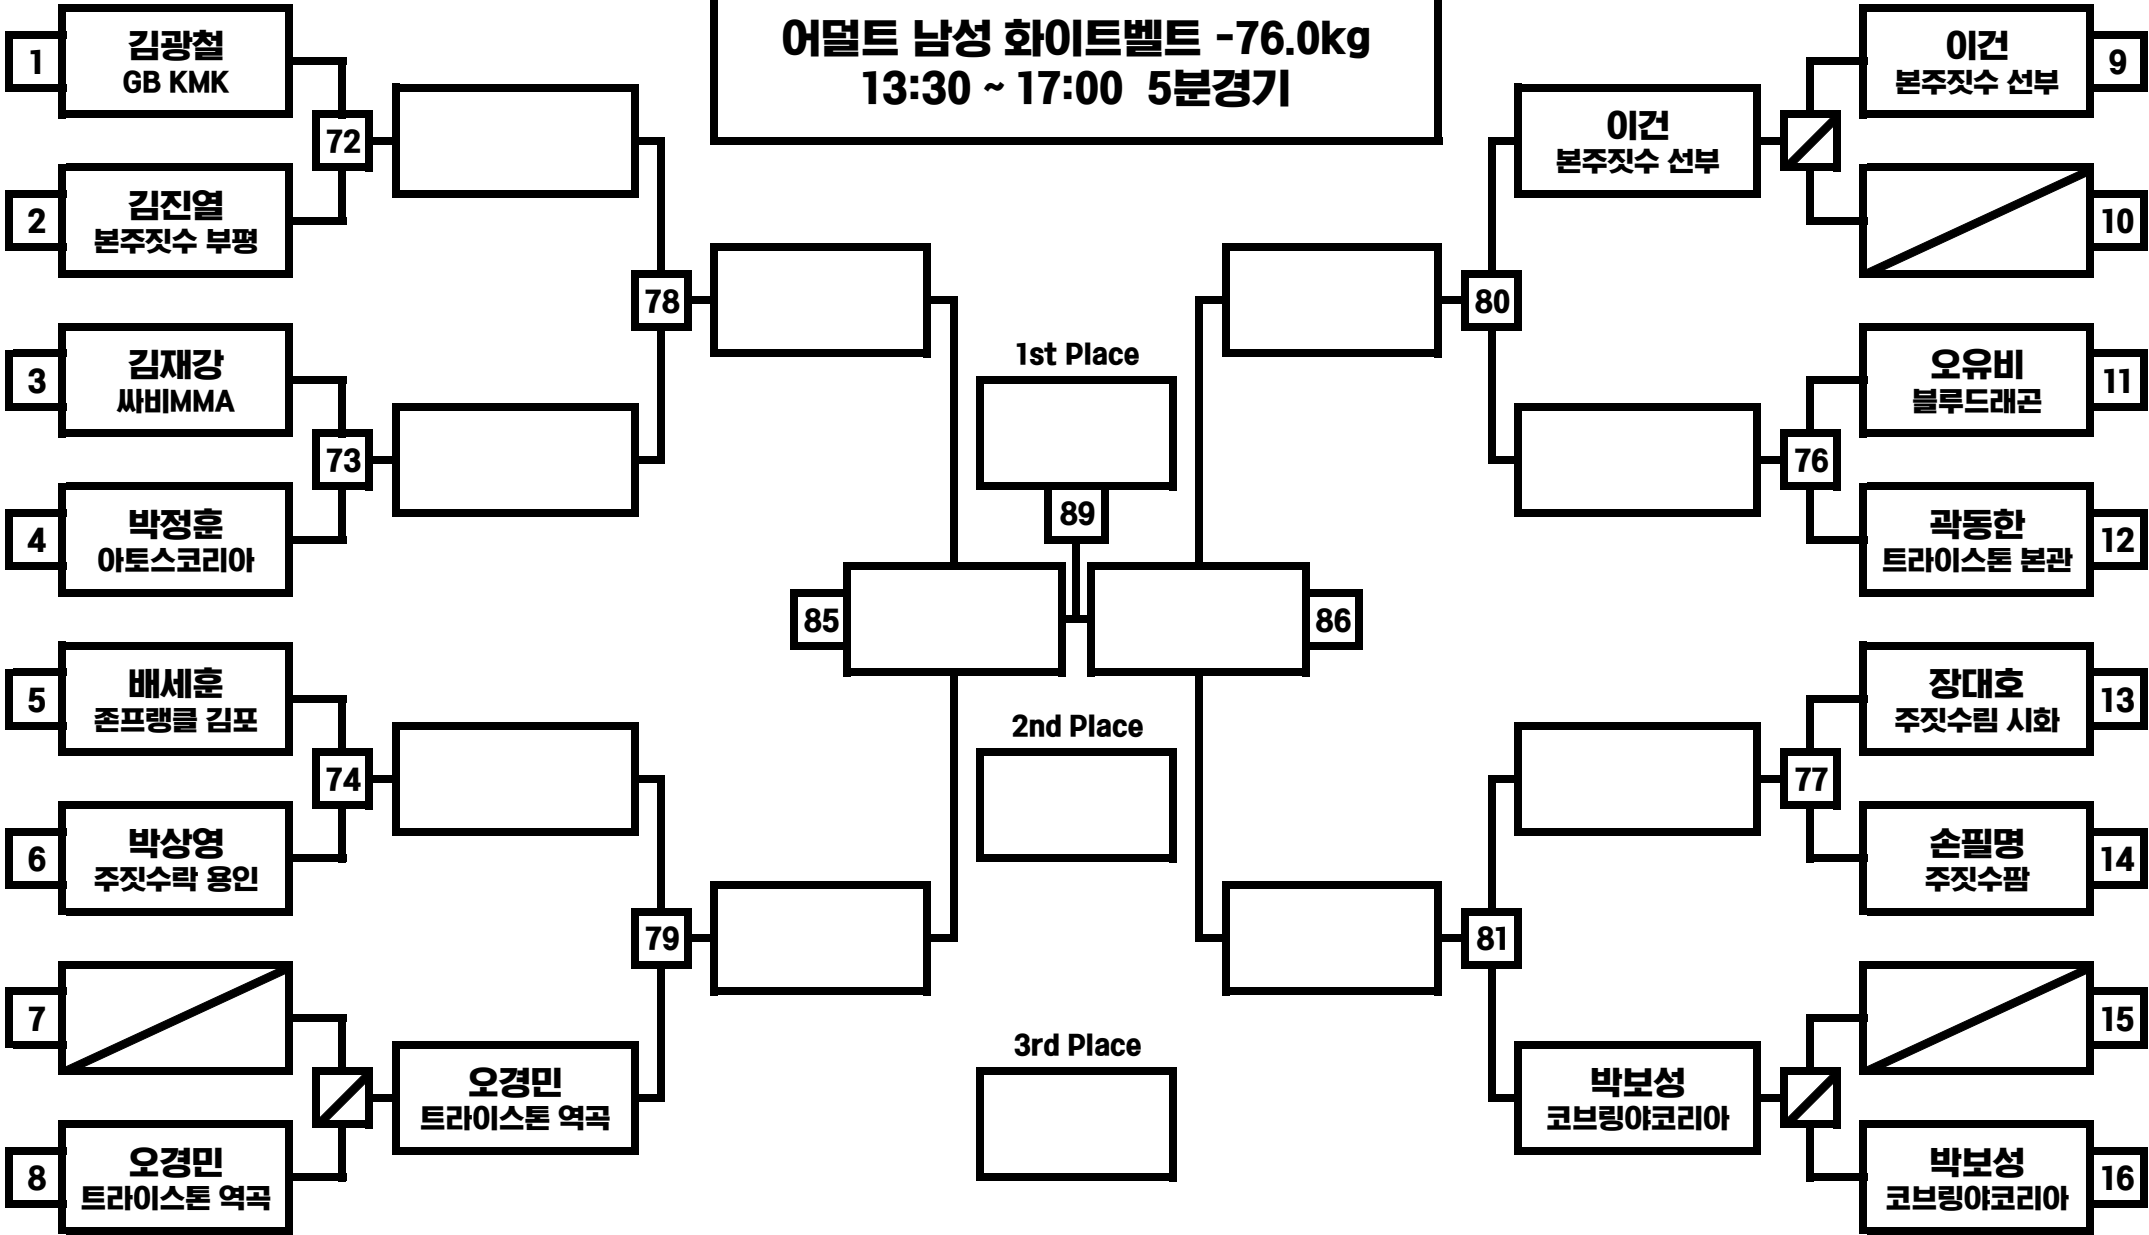 어덜트 남성 화이트벨트 -76.0kg
13:30 ~ 17:00 5분경기
1
김광철
GB KMK
72
2
김진열
본주짓수 부평
78
3
김재강
싸비MMA
73
4
박정훈
아토스코리아
85
5
배세훈
존프랭클 김포
74
6
박상영
주짓수락 용인
79
7
8
오경민
트라이스톤 역곡
오경민
트라이스톤 역곡
1st Place
89
2nd Place
3rd Place
이건
본주짓수 선부
9
이건
본주짓수 선부
10
80
오유비
블루드래곤
11
76
곽동한
트라이스톤 본관
12
86
장대호
주짓수림 시화
13
77
손필명
주짓수팜
14
81
15
박보성
코브링야코리아
박보성
코브링야코리아
16